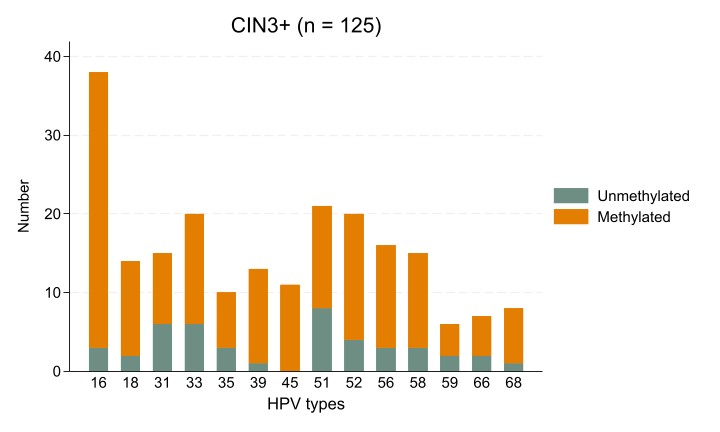 CIN3+ (n = 125)
40
30
20
10
0
Number
16 18 31 33 35 39 45 51 52 56 58 59 66 68
HPV types
Unmethylated
Methylated